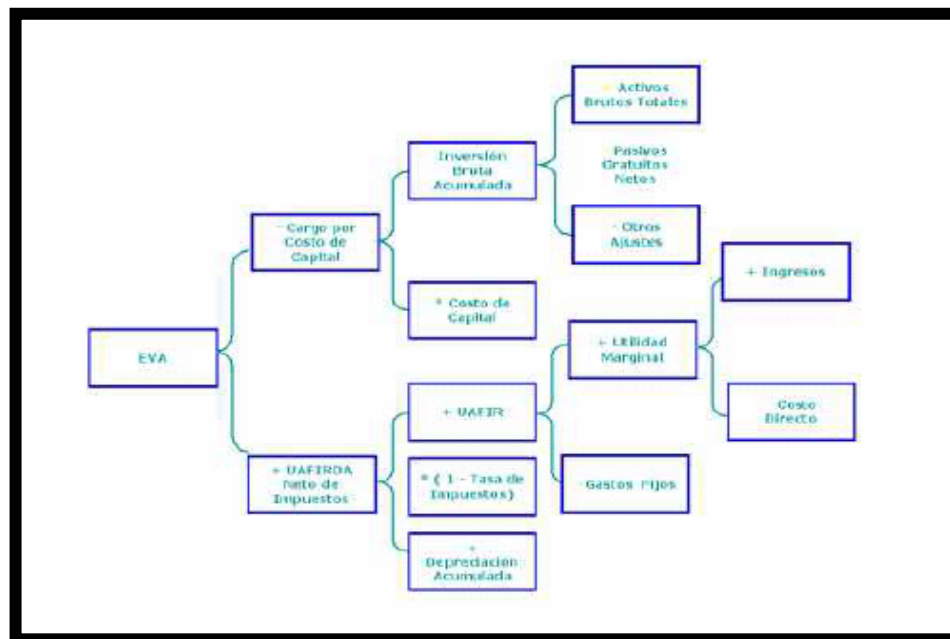 + Activos
Brutos Totales
Inversión
Bruta
Acumulada
- Pasivos
Gratuitos
Netos
- Cargo por
Costo de
Capital
- Otros
Ajustes
+ Ingresos
* Costo de
Capital
+ Utilidad
Marginal
EVA
+ UAFIR
- Costo
Directo
+ UAFIRDA
Neto de
Impuestos
* ( 1 - Tasa de
Impuestos)
- Gastos Fijos
+
Depreciación
Acumulada